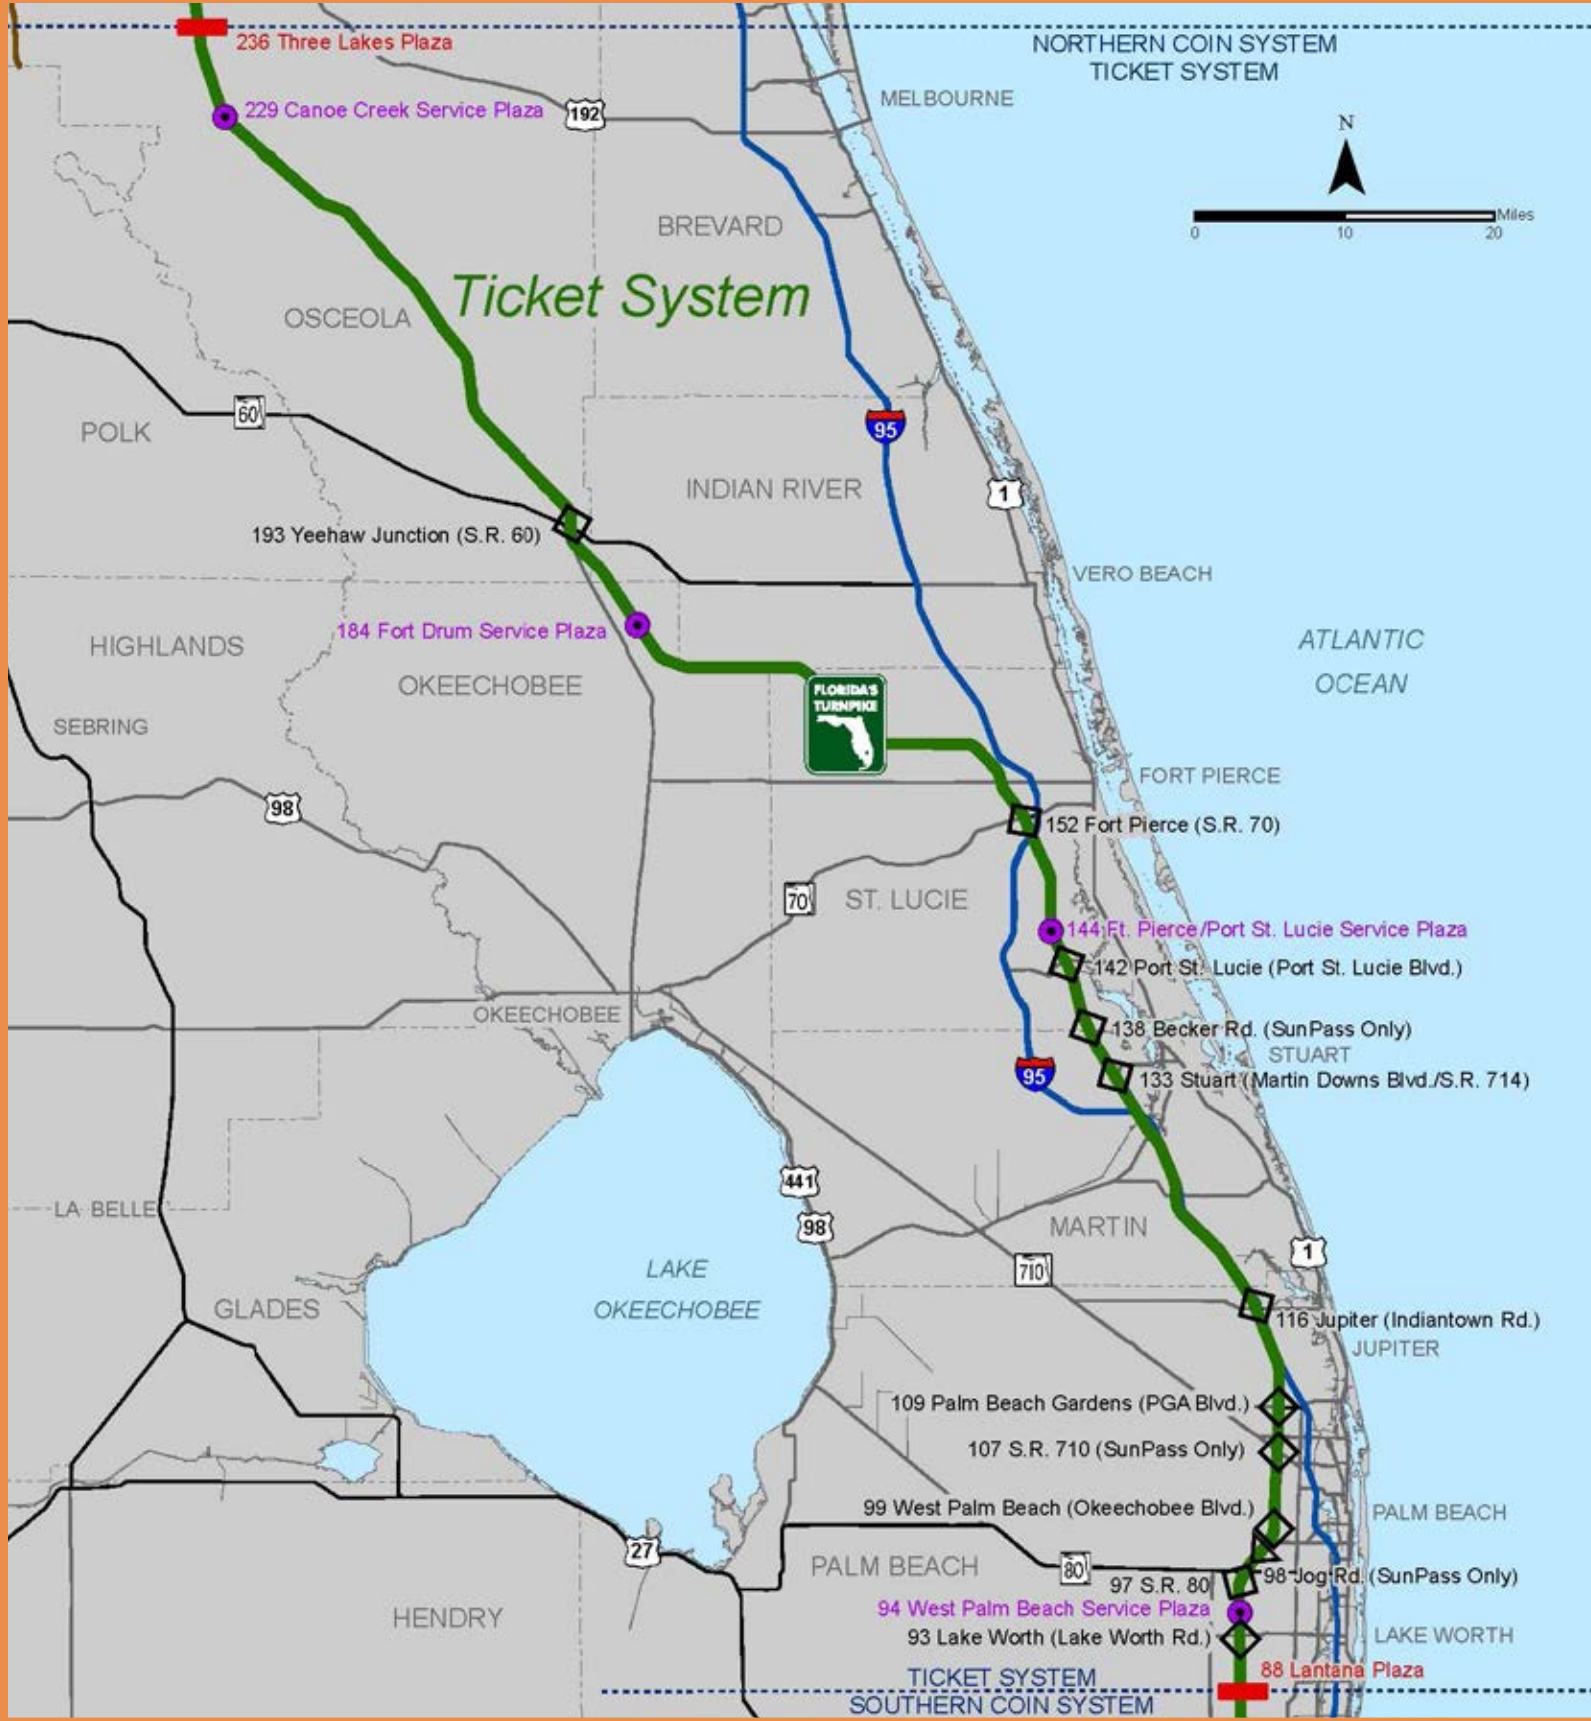 236 Three Lakes Plaza
NORTHERN COIN SYSTEM
TICKET SYSTEM
MELBOURNE
229 Canoe Creek Service Plaza
192
N
Miles
0 10 20
BREVARD
Ticket System
OSCEOLA
60
POLK
95
INDIAN RIVER
1
193 Yeehaw Junction (S.R. 60)
VERO BEACH
184 Fort Drum Service Plaza
HIGHLANDS
ATLANTIC
OCEAN
OKEECHOBEE
FLORIDA'S
TURNPIKE
SEBRING
FORT PIERCE
98
152 Fort Pierce (S.R. 70)
70
ST. LUCIE
144 Ft. Pierce/Port St. Lucie Service Plaza
142 Port St. Lucie (Port St. Lucie Blvd.)
OKEECHOBEE
138 Becker Rd. (SunPass Only)
STUART
95
133 Stuart (Martin Downs Blvd./S.R. 714)
441
LA BELLE
98
MARTIN
1
LAKE
OKEECHOBEE
710
GLADES
116 Jupiter (Indiantown Rd.)
JUPITER
109 Palm Beach Gardens (PGA Blvd.)
107 S.R. 710 (SunPass Only)
99 West Palm Beach (Okeechobee Blvd.)
PALM BEACH
27
PALM BEACH
80
98 Jog Rd. (SunPass Only)
97 S.R. 80
94 West Palm Beach Service Plaza
HENDRY
93 Lake Worth (Lake Worth Rd.)
LAKE WORTH
88 Lantana Plaza
TICKET SYSTEM
SOUTHERN COIN SYSTEM